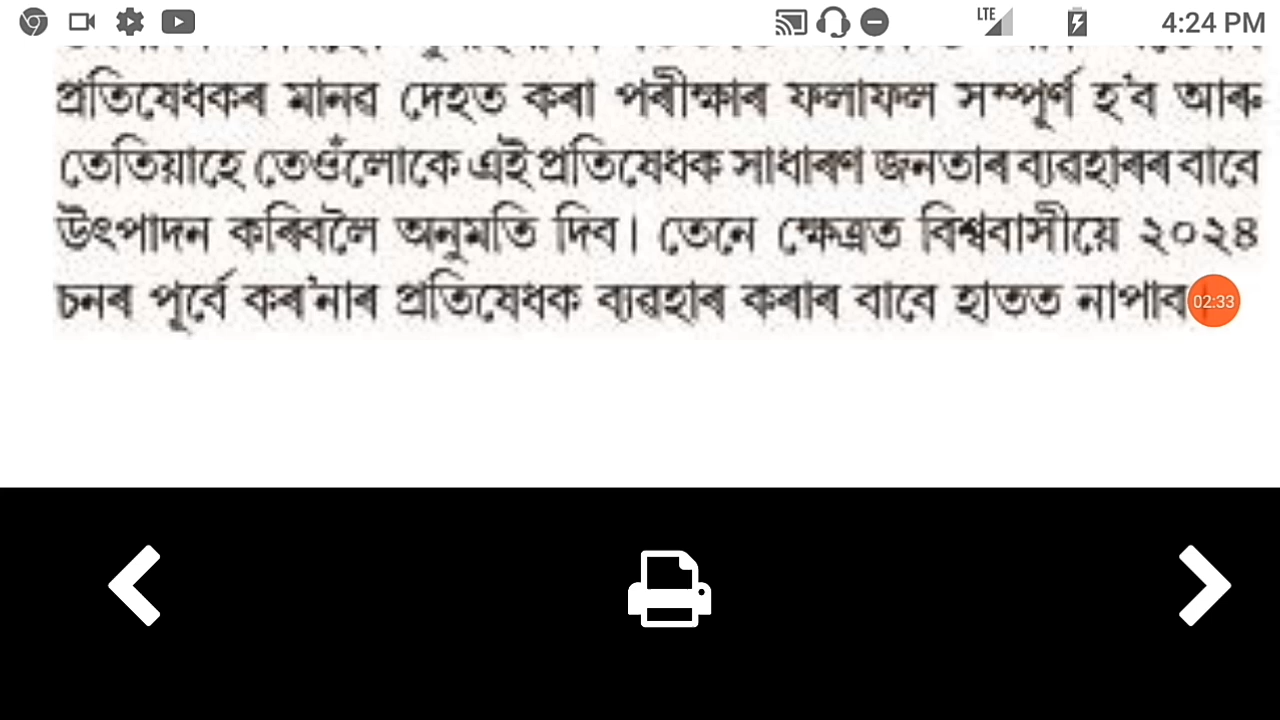 LTE 4:24 PM
প্ৰতিষেধকৰ মানৱ দেহত কৰা পৰীক্ষাৰ ফলাফল সম্পূৰ্ণ হ'ব আৰু
তেতিয়াহে তেওঁলোকে এই প্ৰতিষেধক সাধাৰণ জনতাৰ ব্যৱহাৰৰ বাবে
উৎপাদন কৰিবলৈ অনুমতি দিব। তেনে ক্ষেত্ৰত বিশ্ববাসীয়ে ২০২৪
চনৰ পূৰ্বে কৰ'নাৰ প্ৰতিষেধক ব্যৱহাৰ কৰাৰ বাবে হাতত নাপাব
02:33